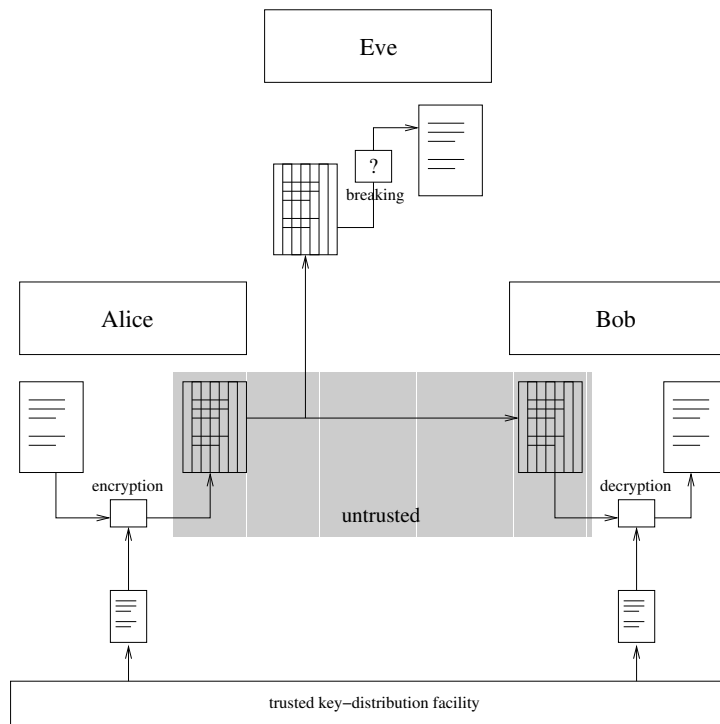 Eve
?
breaking
Alice
Bob
encryption
decryption
untrusted
trusted key−distribution facility